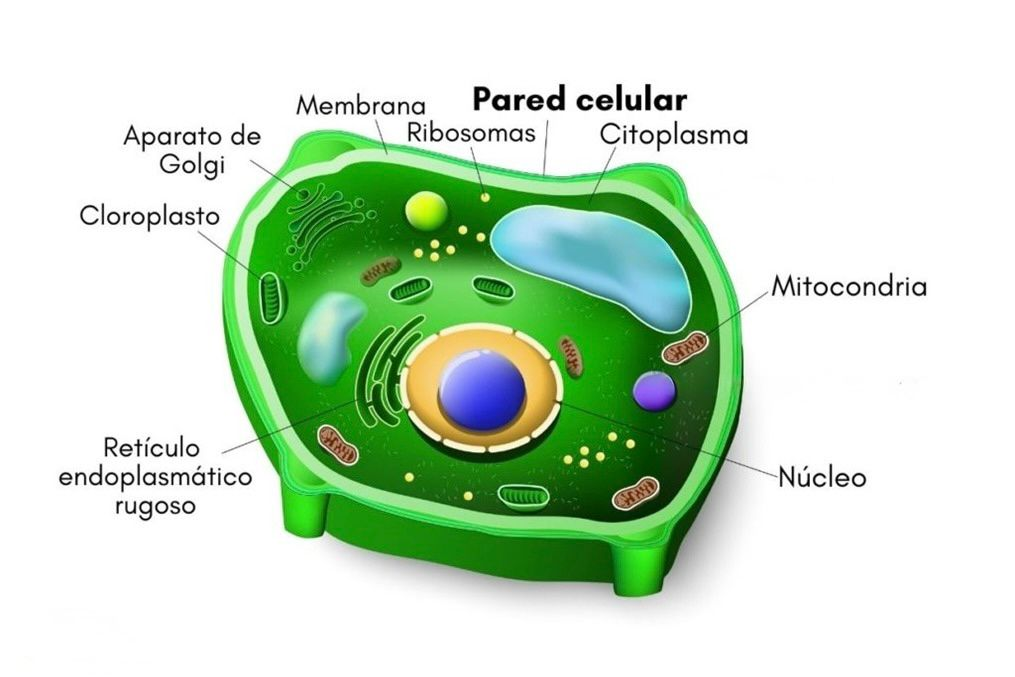 Membrana
Pared celular
Aparato de
Golgi
Ribosomas
Citoplasma
Cloroplasto
Mitocondria
Retículo
endoplasmático
rugoso
Núcleo